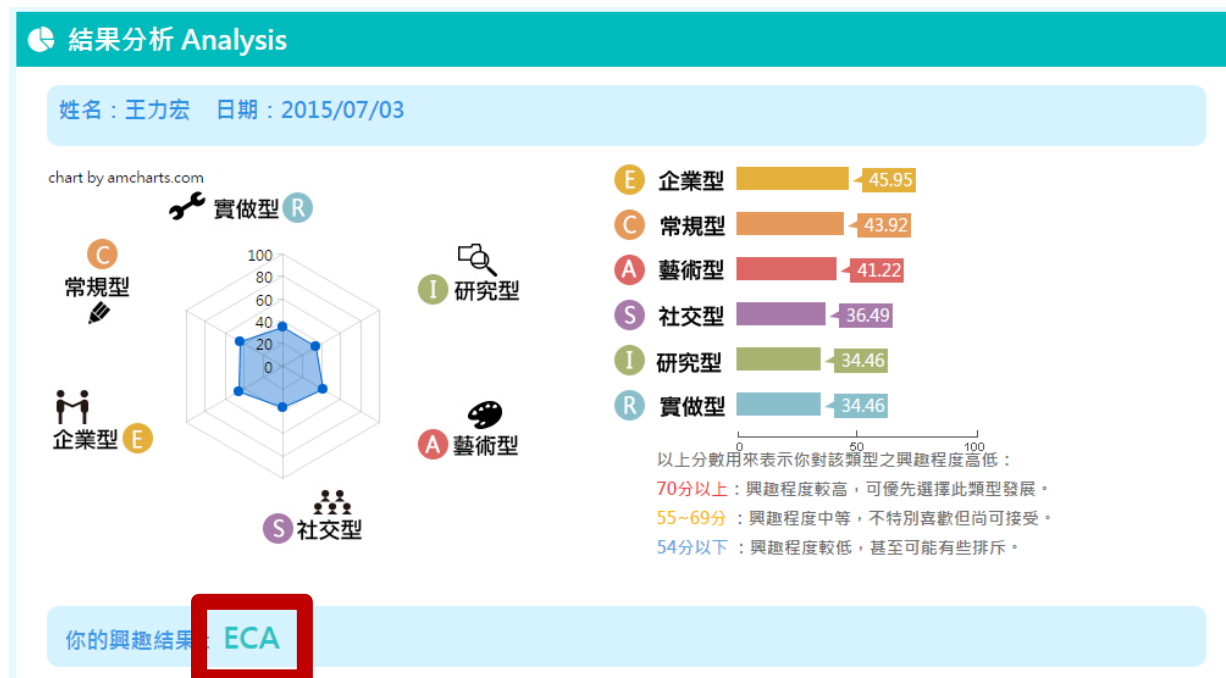 結果分析 Analysis
姓名：王力宏 日期：2015/07/03
chart by amcharts.com
實做型 R
C
常規型
I 研究型
100
80
60
40
20
0
企業型 E
A 藝術型
S 社交型
E 企業型 45.95
C 常規型 43.92
A 藝術型 41.22
S 社交型 36.49
I 研究型 34.46
R 實做型 34.46
0 50 100
以上分數用來表示你對該類型之興趣程度高低：
70分以上：興趣程度較高，可優先選擇此類型發展。
55~69分：興趣程度中等，不特別喜歡但尚可接受。
54分以下：興趣程度較低，甚至可能有些排斥。
你的興趣結果：ECA